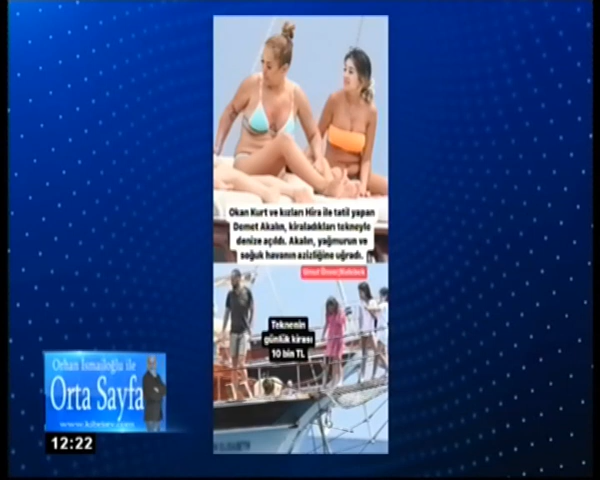 Okan Kurt ve kızları Hira ile tatil yapan
Demet Akalın, kiraladıkları tekneyle
denize açıldı. Akalın, yağmurun ve
soğuk havanın azizliğine uğradı.
Teknenin
günlük kirası
10 bin TL
Orhan İsmailoğlu ile
Orta Sayfa
12:22